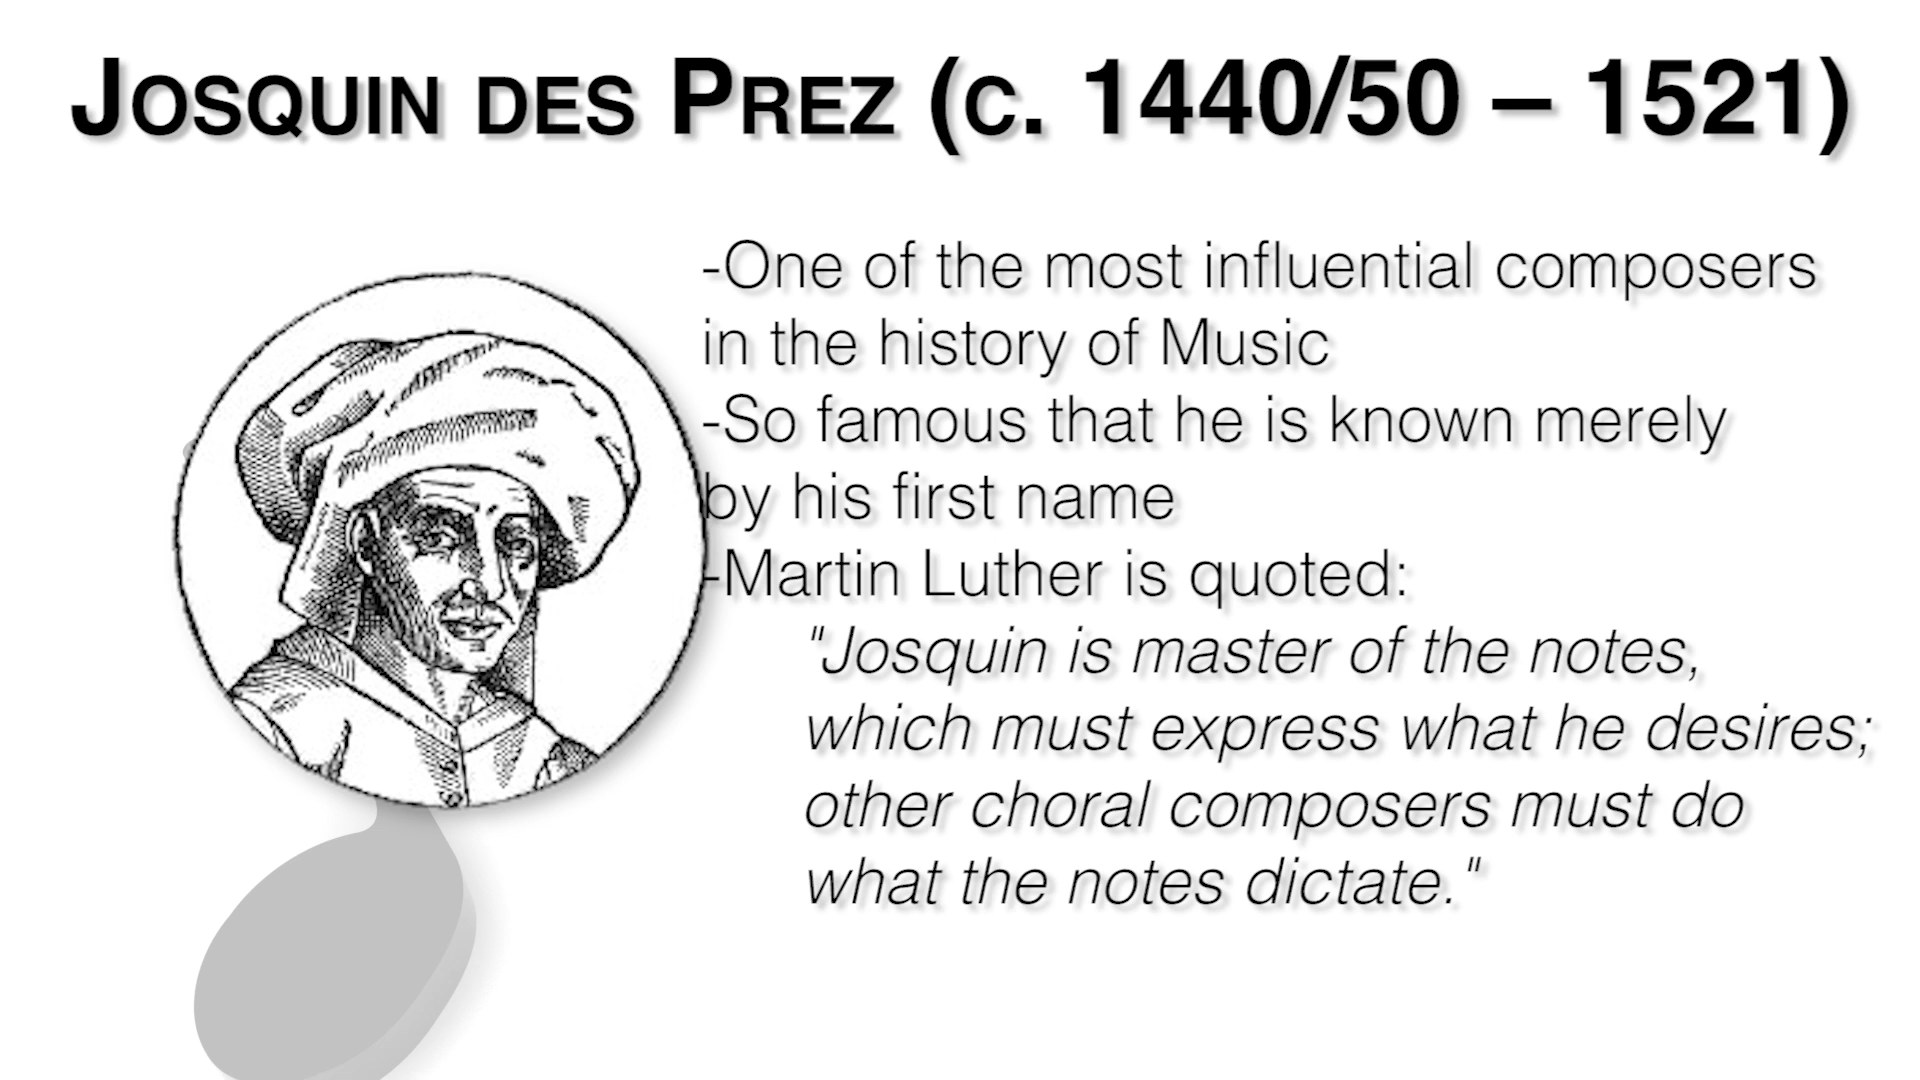 Josquin des Prez (c. 1440/50 – 1521)
-One of the most influential composers
in the history of Music
-So famous that he is known merely
by his first name
-Martin Luther is quoted:
"Josquin is master of the notes,
which must express what he desires;
other choral composers must do
what the notes dictate."